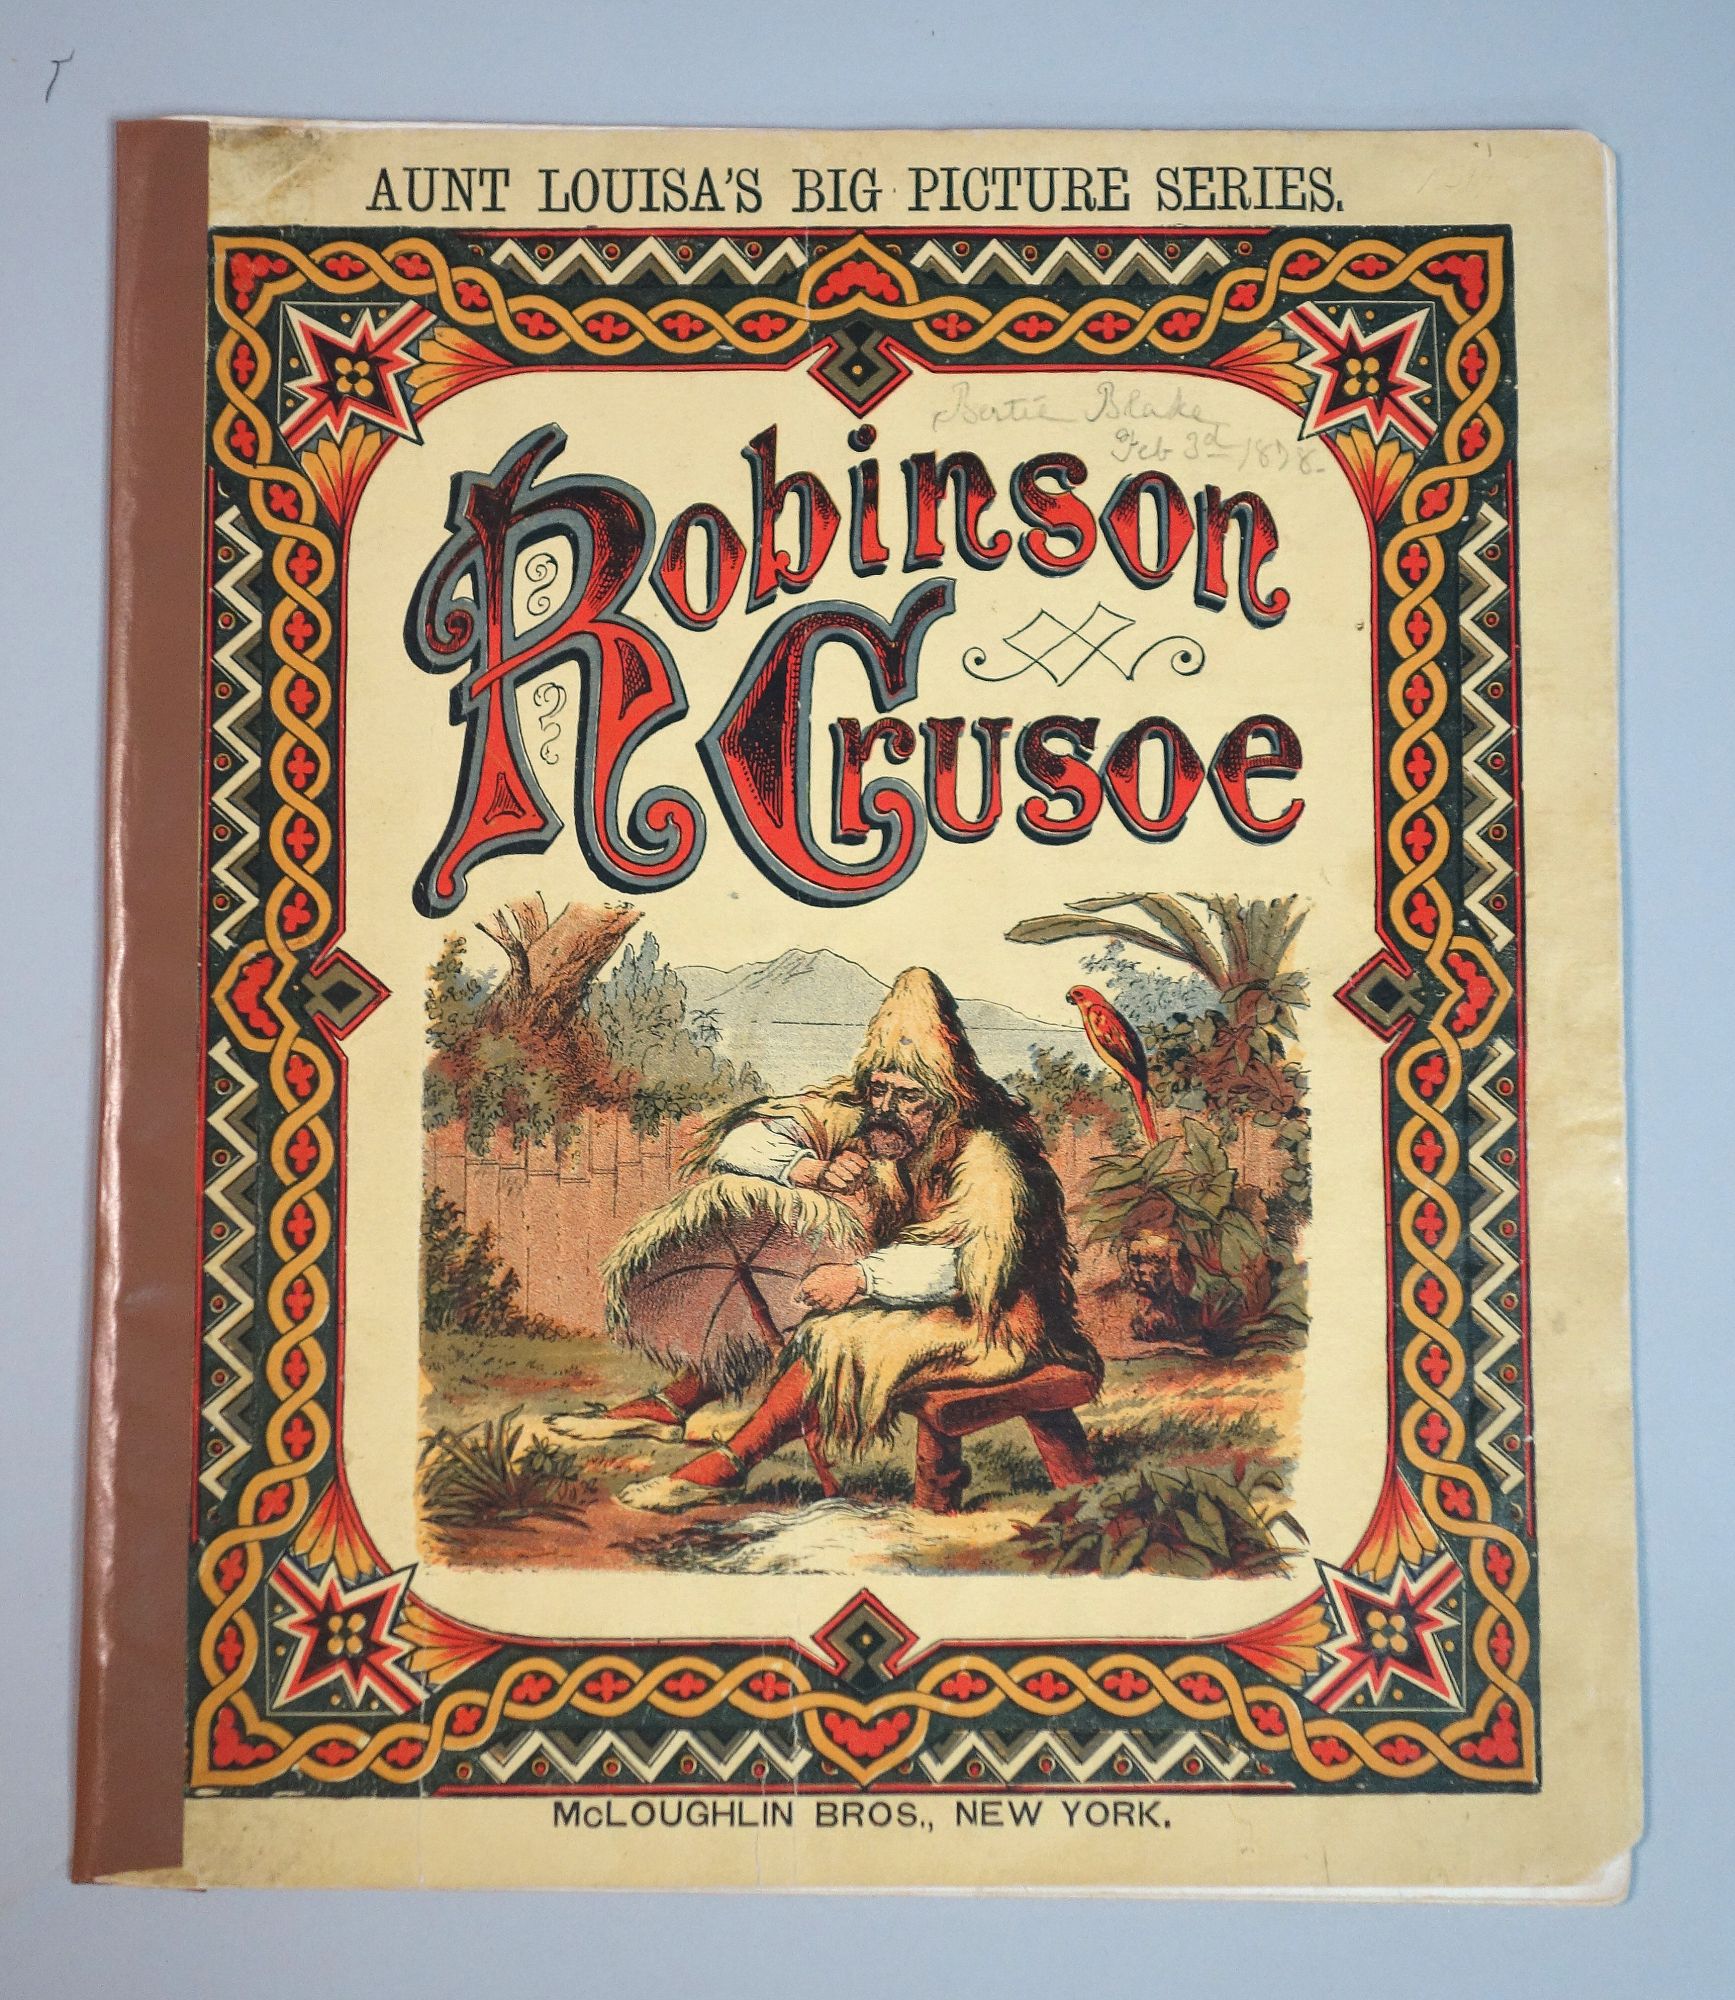 AUNT LOUISA'S BIG PICTURE SERIES.
Bertie Blake
Feb 3d 1878.
Robinson
Crusoe
McLOUGHLIN BROS., NEW YORK.